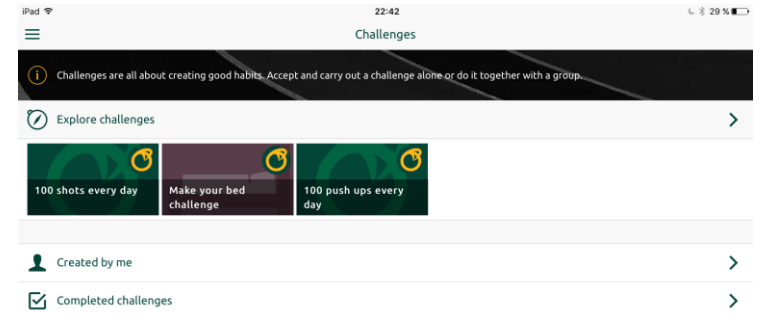 iPad 22:42 29 %
Challenges
Challenges are all about creating good habits. Accept and carry out a challenge alone or do it together with a group.
Explore challenges
100 shots every day
Make your bed
challenge
100 push ups every
day
Created by me
Completed challenges